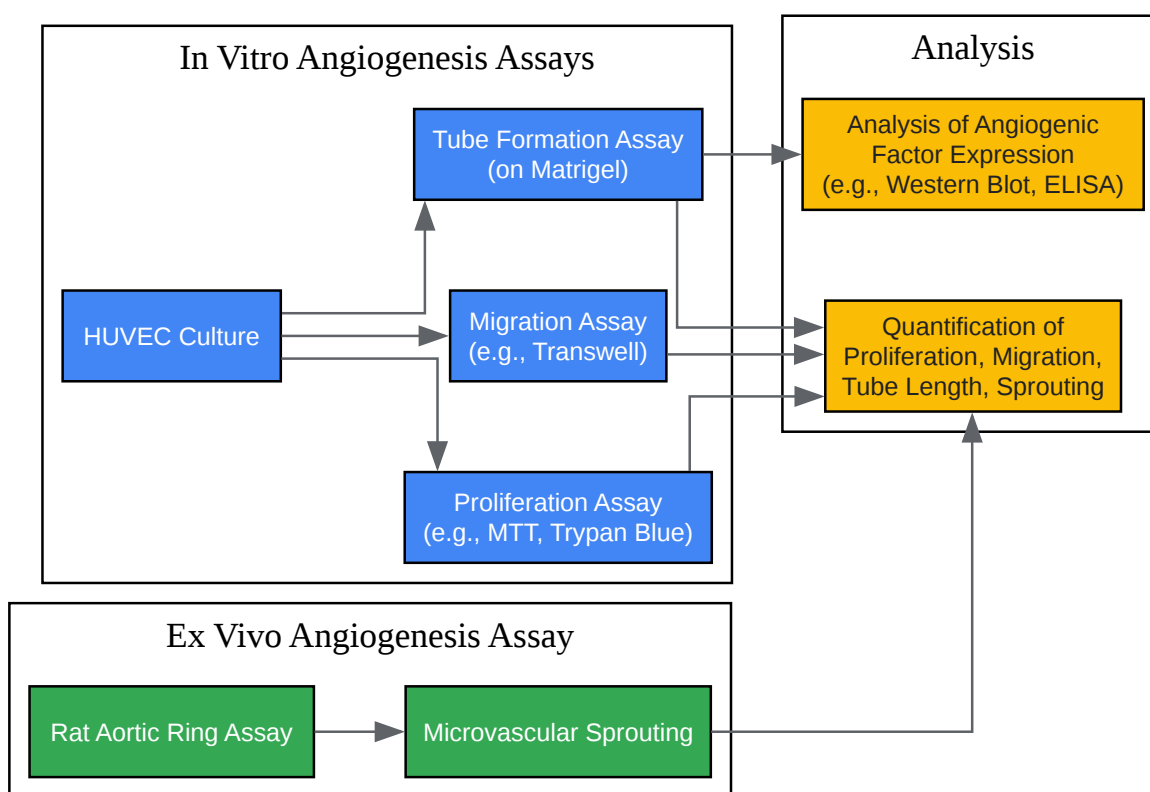 In Vitro Angiogenesis Assays
Analysis
Tube Formation Assay
(on Matrigel)
Analysis of Angiogenic
Factor Expression
(e.g., Western Blot, ELISA)
HUVEC Culture
Migration Assay
(e.g., Transwell)
Quantification of
Proliferation, Migration,
Tube Length, Sprouting
Proliferation Assay
(e.g., MTT, Trypan Blue)
Ex Vivo Angiogenesis Assay
Rat Aortic Ring Assay
Microvascular Sprouting